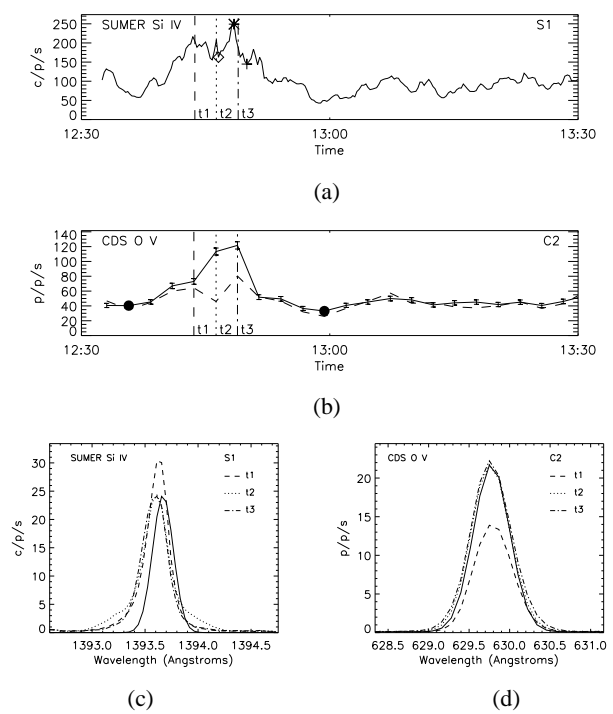 SUMER Si IV S1
250
200
150
100
50
0
c/p/s
t1 t2 t3
12:30 13:00 13:30
Time
(a)
CDS O V C2
140
120
100
80
60
40
20
0
p/p/s
t1 t2 t3
12:30 13:00 13:30
Time
(b)
SUMER Si IV S1
t1
t2
t3
30
25
20
15
10
5
0
c/p/s
1393.0 1393.5 1394.0 1394.5
Wavelength (Angstroms)
(c)
CDS O V C2
t1
t2
t3
20
15
10
5
0
p/p/s
628.5 629.0 629.5 630.0 630.5 631.0
Wavelength (Angstroms)
(d)